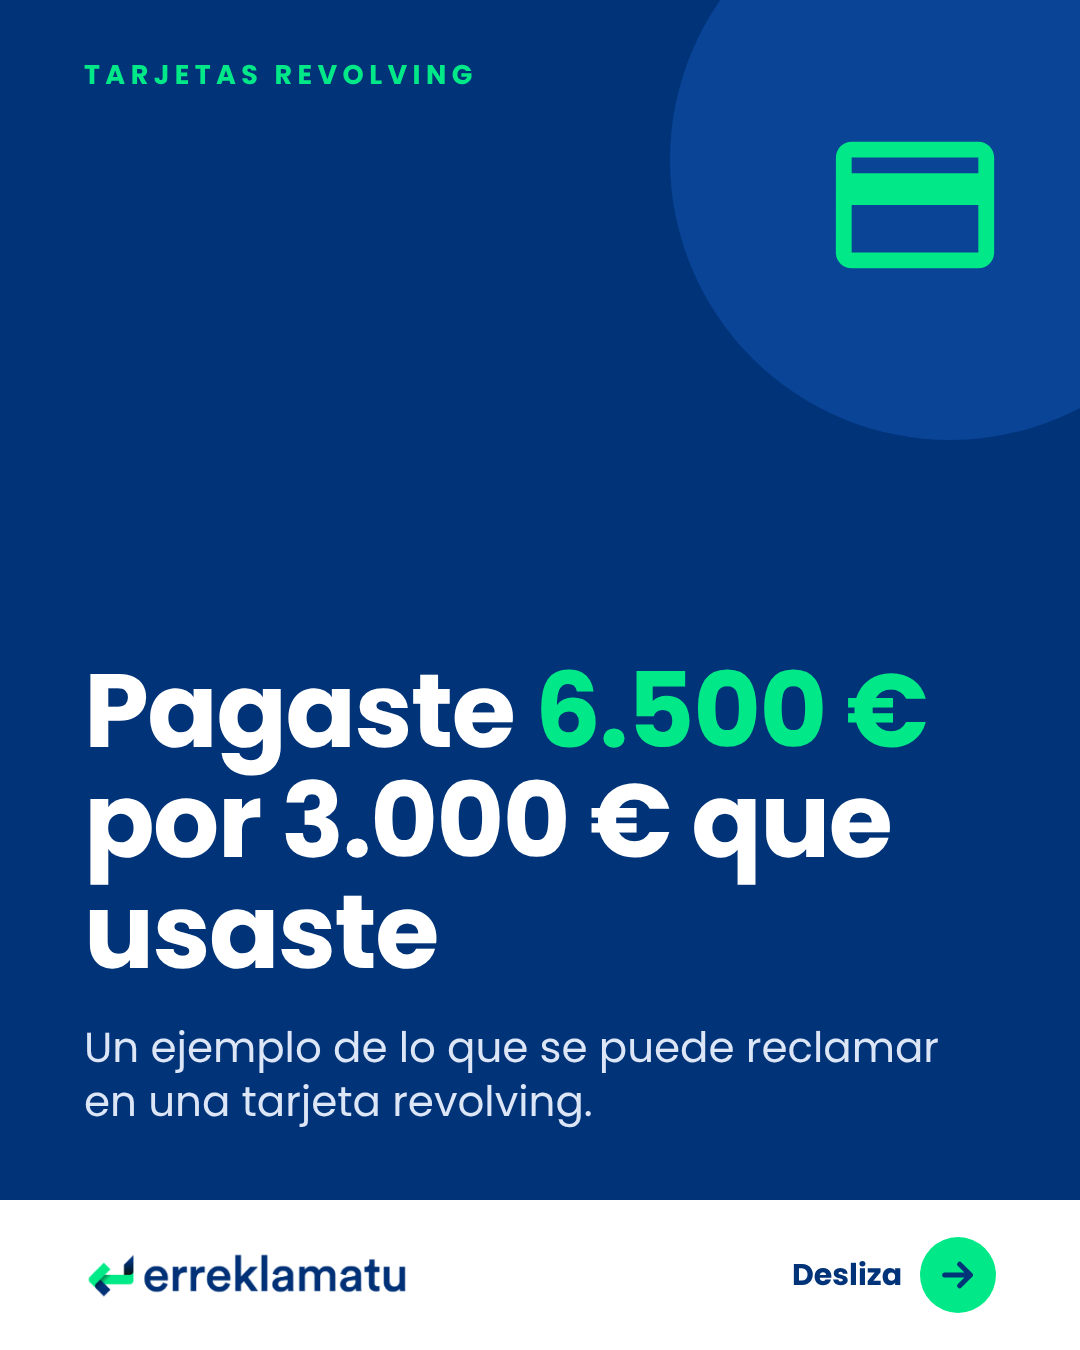 TARJETAS REVOLVING
Pagaste 6.500 €
por 3.000 € que
usaste
Un ejemplo de lo que se puede reclamar
en una tarjeta revolving.
erreklamatu
Desliza